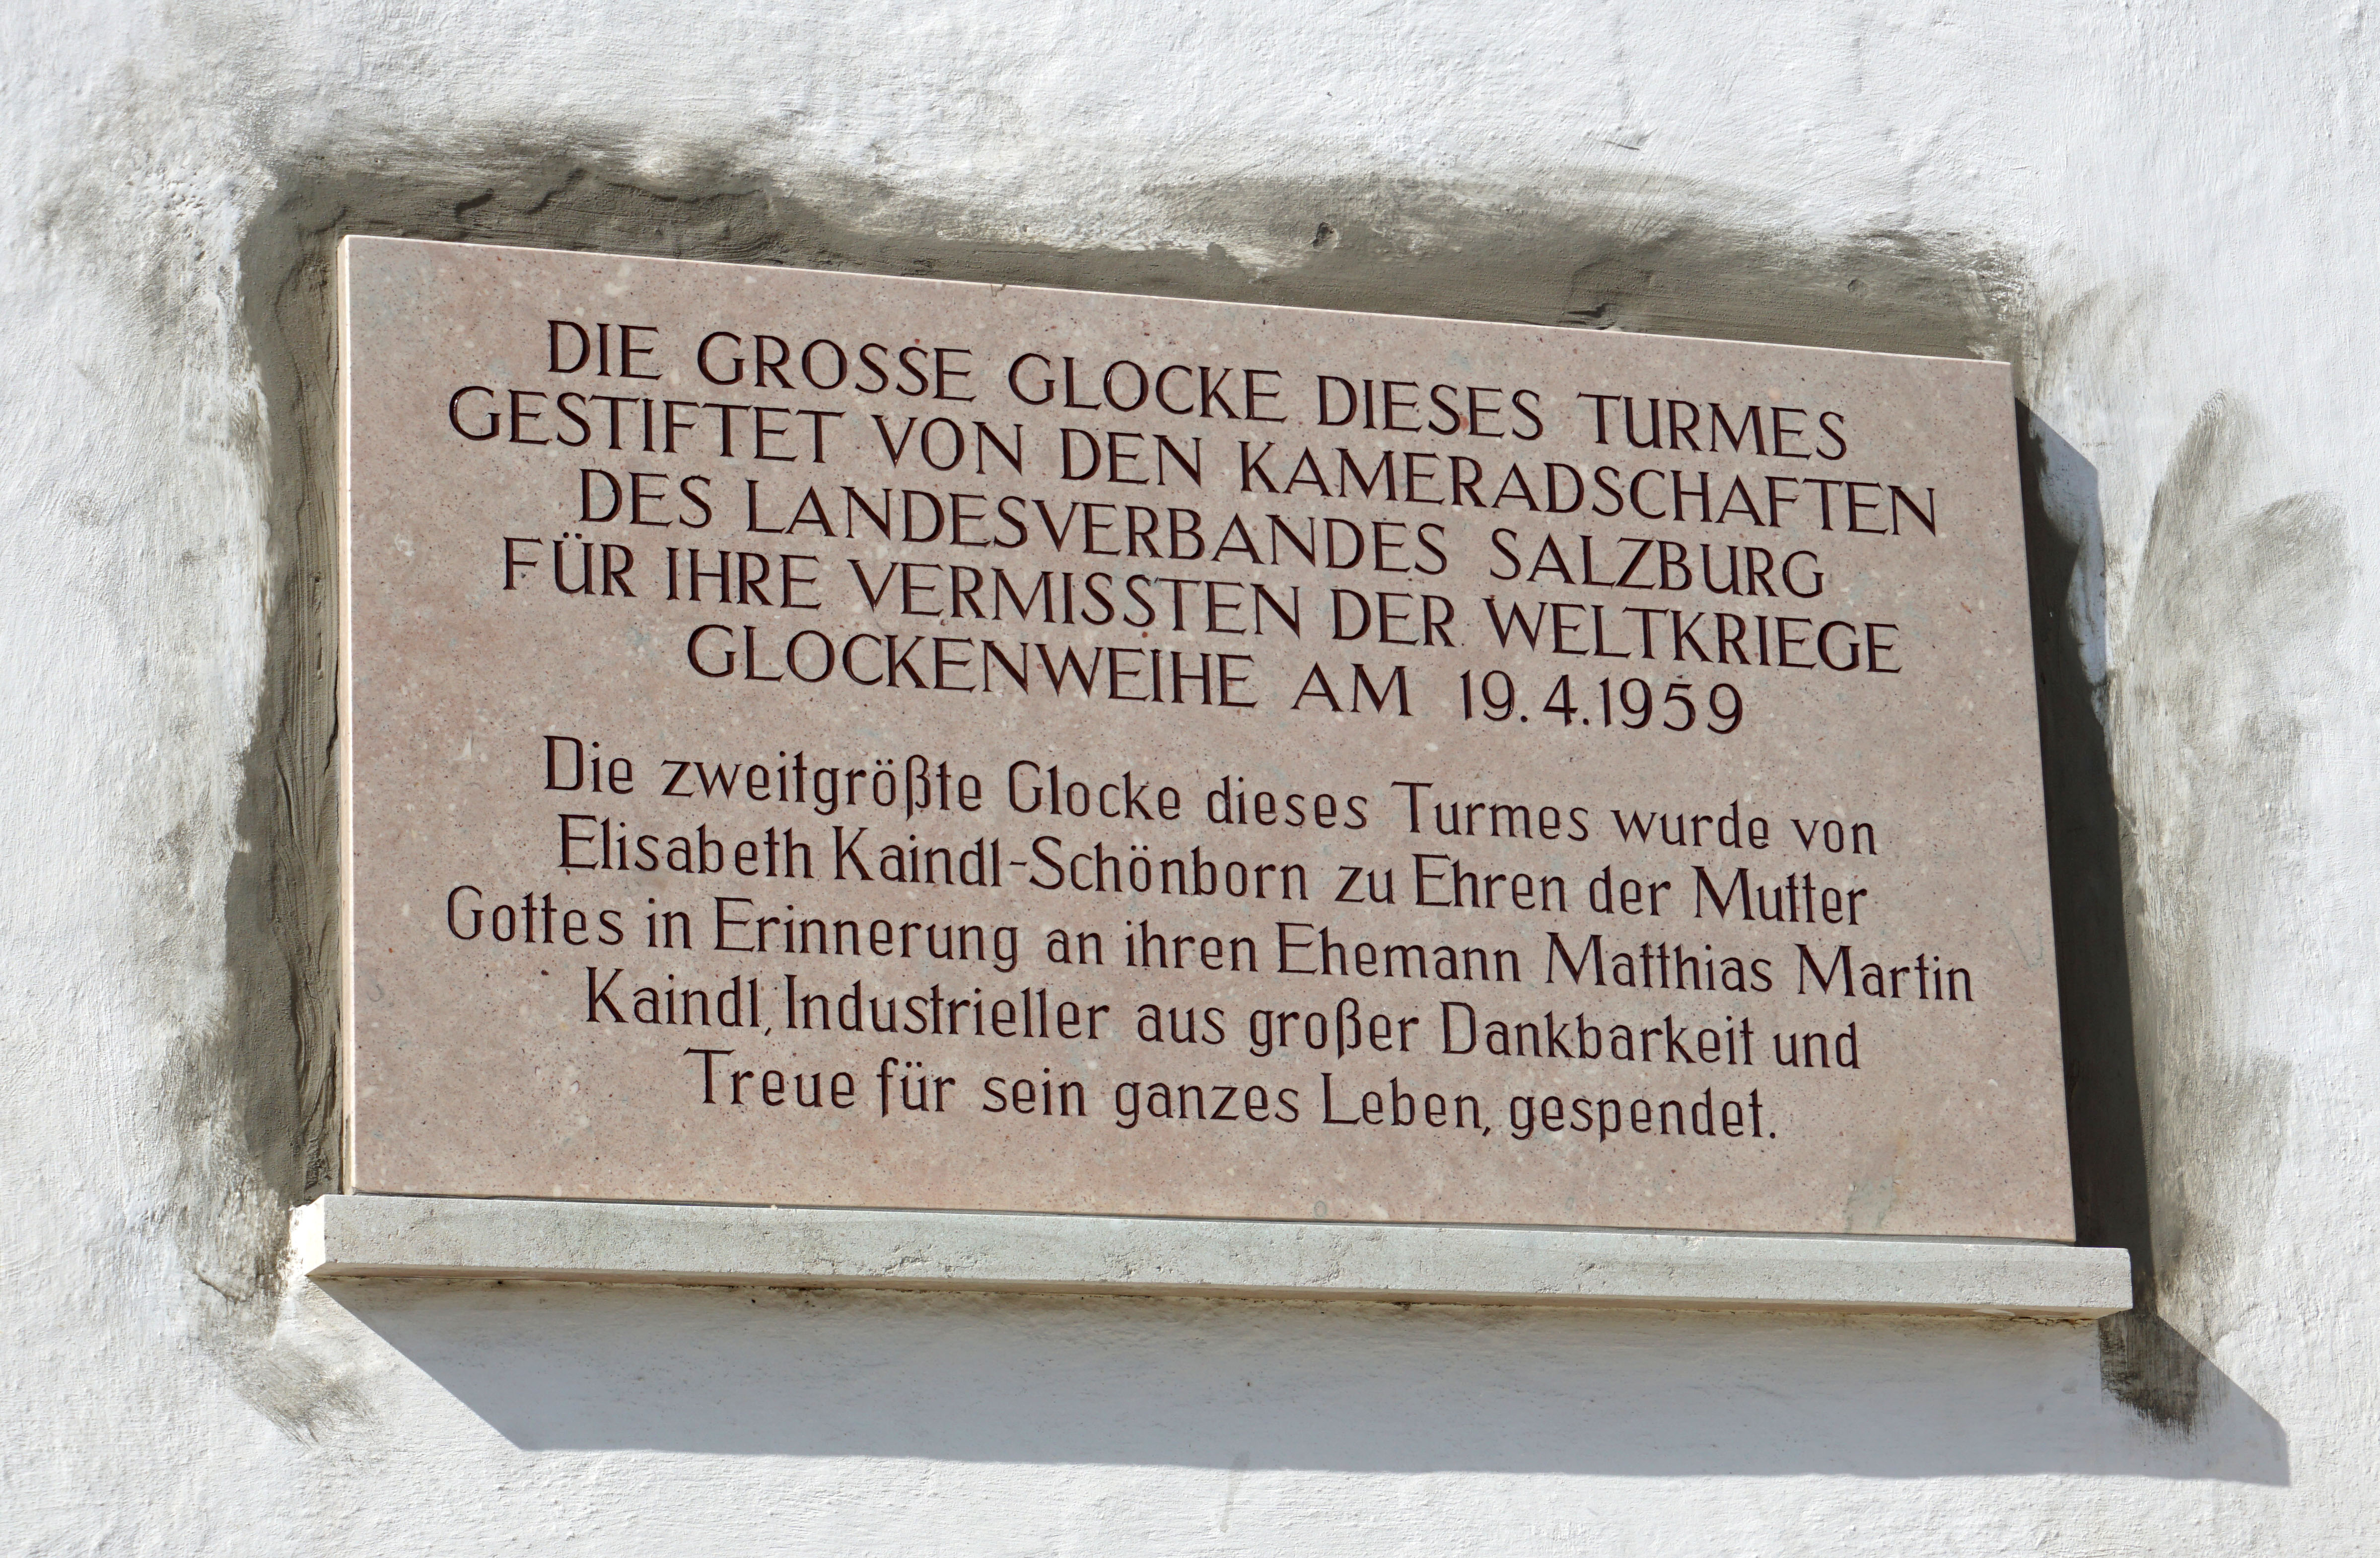 DIE GROSSE GLOCKE DIESES TURMES
GESTIFTET VON DEN KAMERADSCHAFTEN
DES LANDESVERBANDES SALZBURG
FÜR IHRE VERMISSTEN DER WELTKRIEGE
GLOCKENWEIHE AM 19.4.1959
Die zweitgrößte Glocke dieses Turmes wurde von
Elisabeth Kaindl-Schönborn zu Ehren der Mutter
Gottes in Erinnerung an ihren Ehemann Matthias Martin
Kaindl, Industrieller aus großer Dankbarkeit und
Treue für sein ganzes Leben, gespendet.